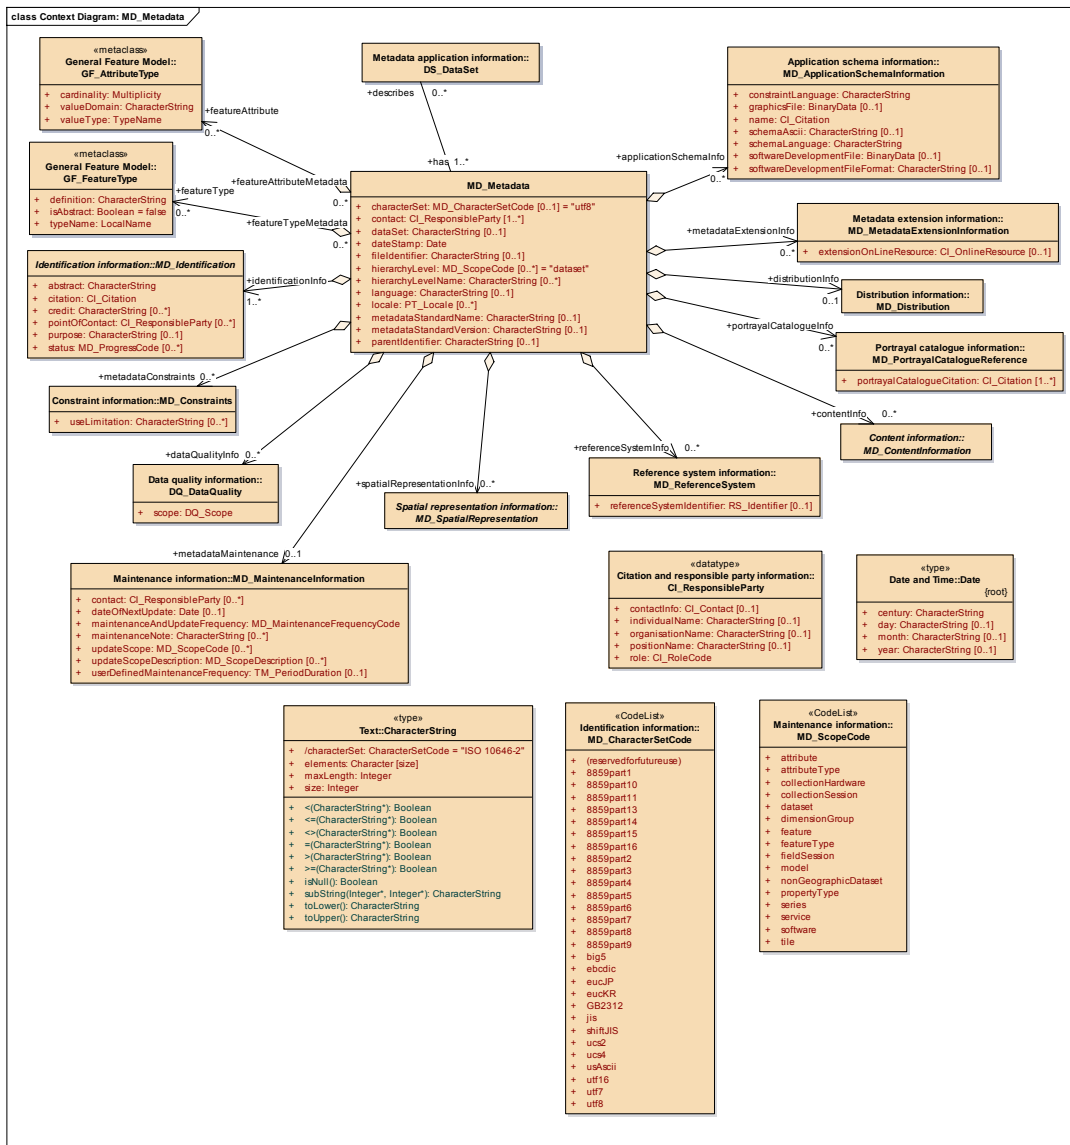 class Context Diagram: MD_Metadata
«metaclass»
General Feature Model::
GF_AttributeType
+ cardinality: Multiplicity
+ valueDomain: CharacterString
+ valueType: TypeName
Metadata application information::
DS_DataSet
Application schema information::
MD_ApplicationSchemaInformation
+ constraintLanguage: CharacterString
+ graphicsFile: BinaryData [0..1]
+ name: CI_Citation
+ schemaAscii: CharacterString [0..1]
+ schemaLanguage: CharacterString
+ softwareDevelopmentFile: BinaryData [0..1]
+ softwareDevelopmentFileFormat: CharacterString [0..1]
+describes 0..*
+featureAttribute
0..*
+has 1..*
+applicationSchemaInfo
0..*
«metaclass»
General Feature Model::
GF_FeatureType
+ definition: CharacterString
+ isAbstract: Boolean = false
+ typeName: LocalName
+featureType
0..*
+featureAttributeMetadata
0..*
+featureTypeMetadata
0..*
MD_Metadata
+ characterSet: MD_CharacterSetCode [0..1] = "utf8"
+ contact: CI_ResponsibleParty [1..*]
+ dataSet: CharacterString [0..1]
+ dateStamp: Date
+ fileIdentifier: CharacterString [0..1]
+ hierarchyLevel: MD_ScopeCode [0..*] = "dataset"
+ hierarchyLevelName: CharacterString [0..*]
+ language: CharacterString [0..1]
+ locale: PT_Locale [0..*]
+ metadataStandardName: CharacterString [0..1]
+ metadataStandardVersion: CharacterString [0..1]
+ parentIdentifier: CharacterString [0..1]
+metadataExtensionInfo
0..*
Metadata extension information::
MD_MetadataExtensionInformation
+ extensionOnLineResource: CI_OnlineResource [0..1]
+distributionInfo
0..1
Distribution information::
MD_Distribution
+portrayalCatalogueInfo
0..*
Portrayal catalogue information::
MD_PortrayalCatalogueReference
+ portrayalCatalogueCitation: CI_Citation [1..*]
Identification information::MD_Identification
+ abstract: CharacterString
+ citation: CI_Citation
+ credit: CharacterString [0..*]
+ pointOfContact: CI_ResponsibleParty [0..*]
+ purpose: CharacterString [0..1]
+ status: MD_ProgressCode [0..*]
+identificationInfo
1..*
+metadataConstraints 0..*
Constraint information::MD_Constraints
+ useLimitation: CharacterString [0..*]
+contentInfo 0..*
Content information::
MD_ContentInformation
+dataQualityInfo 0..*
Data quality information::
DQ_DataQuality
+ scope: DQ_Scope
+spatialRepresentationInfo 0..*
Spatial representation information::
MD_SpatialRepresentation
+referenceSystemInfo 0..*
Reference system information::
MD_ReferenceSystem
+ referenceSystemIdentifier: RS_Identifier [0..1]
+metadataMaintenance 0..1
Maintenance information::MD_MaintenanceInformation
+ contact: CI_ResponsibleParty [0..*]
+ dateOfNextUpdate: Date [0..1]
+ maintenanceAndUpdateFrequency: MD_MaintenanceFrequencyCode
+ maintenanceNote: CharacterString [0..*]
+ updateScope: MD_ScopeCode [0..*]
+ updateScopeDescription: MD_ScopeDescription [0..*]
+ userDefinedMaintenanceFrequency: TM_PeriodDuration [0..1]
«datatype»
Citation and responsible party information::
CI_ResponsibleParty
+ contactInfo: CI_Contact [0..1]
+ individualName: CharacterString [0..1]
+ organisationName: CharacterString [0..1]
+ positionName: CharacterString [0..1]
+ role: CI_RoleCode
«type»
Date and Time::Date
{root}
+ century: CharacterString
+ day: CharacterString [0..1]
+ month: CharacterString [0..1]
+ year: CharacterString [0..1]
«type»
Text::CharacterString
+ /characterSet: CharacterSetCode = "ISO 10646-2"
+ elements: Character [size]
+ maxLength: Integer
+ size: Integer
+ <(CharacterString*): Boolean
+ <=(CharacterString*): Boolean
+ <>(CharacterString*): Boolean
+ =(CharacterString*): Boolean
+ >(CharacterString*): Boolean
+ >=(CharacterString*): Boolean
+ isNull(): Boolean
+ subString(Integer*, Integer*): CharacterString
+ toLower(): CharacterString
+ toUpper(): CharacterString
«CodeList»
Identification information::
MD_CharacterSetCode
+ (reservedforfutureuse)
+ 8859part1
+ 8859part10
+ 8859part11
+ 8859part13
+ 8859part14
+ 8859part15
+ 8859part16
+ 8859part2
+ 8859part3
+ 8859part4
+ 8859part5
+ 8859part6
+ 8859part7
+ 8859part8
+ 8859part9
+ big5
+ ebcdic
+ eucJP
+ eucKR
+ GB2312
+ jis
+ shiftJIS
+ ucs2
+ ucs4
+ usAscii
+ utf16
+ utf7
+ utf8
«CodeList»
Maintenance information::
MD_ScopeCode
+ attribute
+ attributeType
+ collectionHardware
+ collectionSession
+ dataset
+ dimensionGroup
+ feature
+ featureType
+ fieldSession
+ model
+ nonGeographicDataset
+ propertyType
+ series
+ service
+ software
+ tile